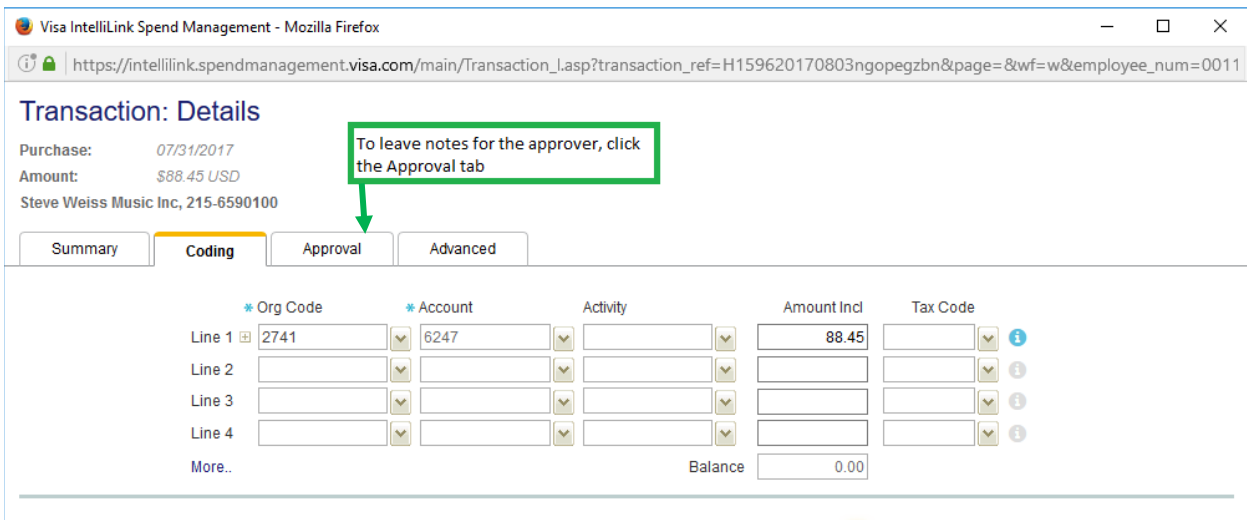 Visa IntelliLink Spend Management - Mozilla Firefox
https://intellilink.spendmanagement.visa.com/main/Transaction_l.asp?transaction_ref=H159620170803ngopegzbn&page=&wf=w&employee_num=0011
Transaction: Details
Purchase: 07/31/2017
Amount: $88.45 USD
Steve Weiss Music Inc, 215-6590100
To leave notes for the approver, click
the Approval tab
Summary Coding Approval Advanced
* Org Code * Account Activity Amount Incl Tax Code
Line 1 2741 6247 88.45
Line 2
Line 3
Line 4
More.. Balance 0.00